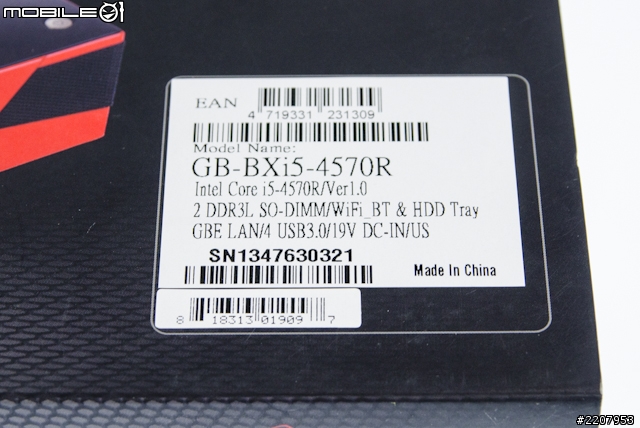 MOBILE01
EAN
4 719331 231309
Model Name:
GB-BXi5-4570R
Intel Core i5-4570R/Ver1.0
2 DDR3L SO-DIMM/WiFi_BT & HDD Tray
GBE LAN/4 USB3.0/19V DC-IN/US
SN1347630321
Made In China
8 18313 01909 7
#2207953